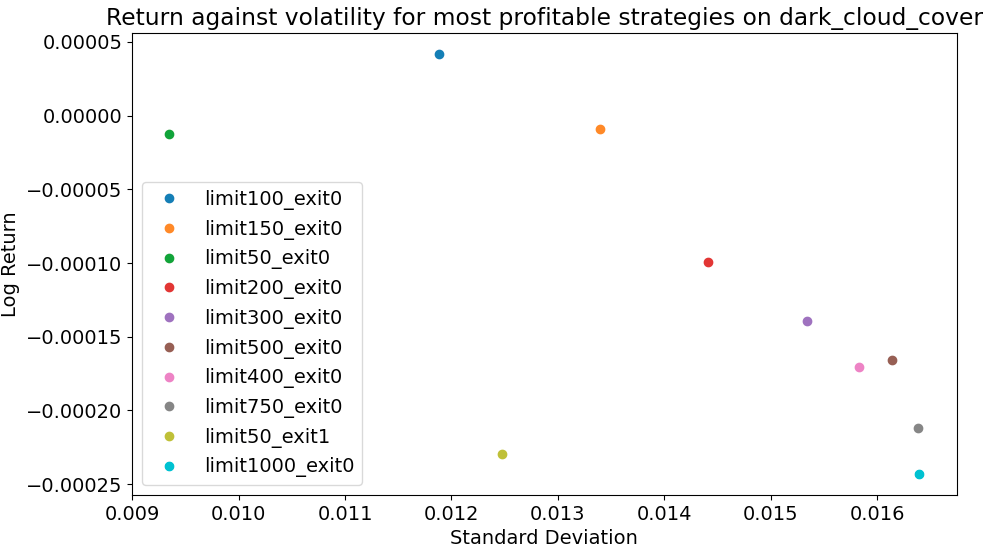 Return against volatility for most profitable strategies on dark_cloud_cover
0.00005
0.00000
−0.00005
−0.00010
−0.00015
−0.00020
−0.00025
Log Return
limit100_exit0
limit150_exit0
limit50_exit0
limit200_exit0
limit300_exit0
limit500_exit0
limit400_exit0
limit750_exit0
limit50_exit1
limit1000_exit0
0.009 0.010 0.011 0.012 0.013 0.014 0.015 0.016
Standard Deviation